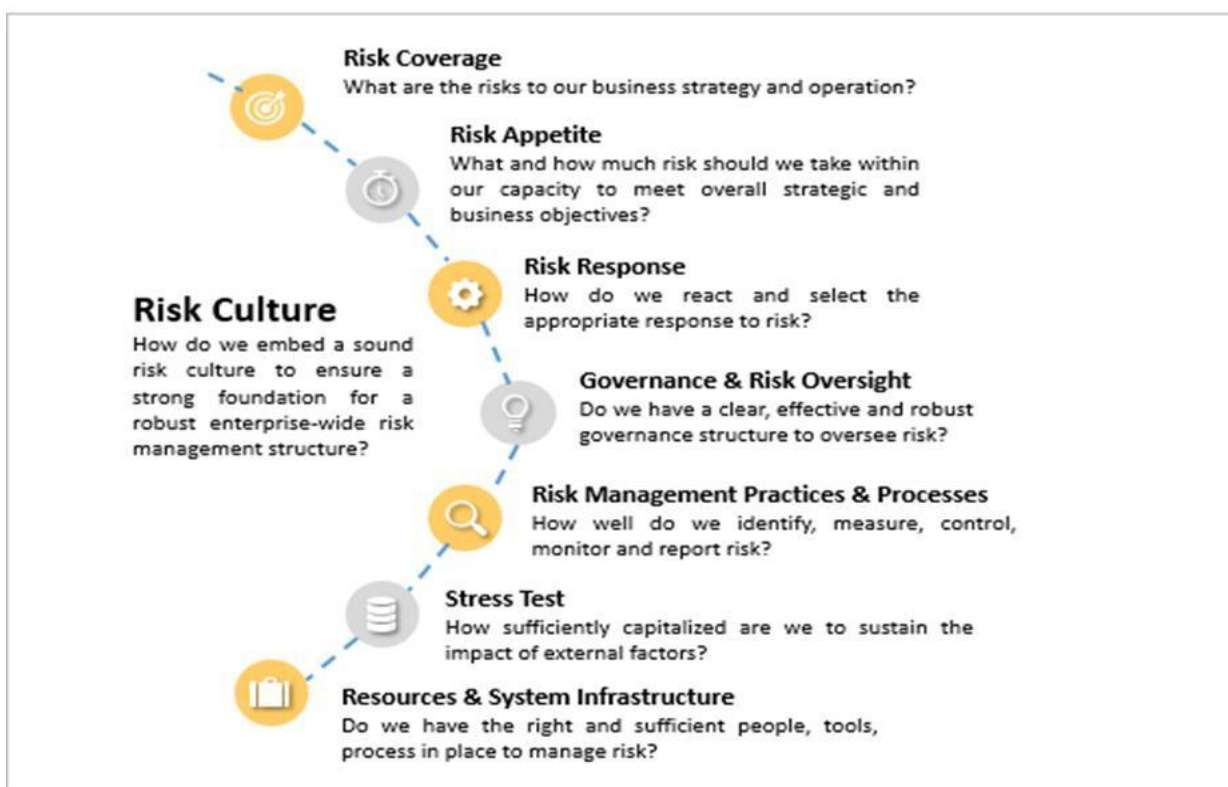 Risk Coverage
What are the risks to our business strategy and operation?
Risk Appetite
What and how much risk should we take within
our capacity to meet overall strategic and
business objectives?
Risk Response
How do we react and select the
appropriate response to risk?
Risk Culture
How do we embed a sound
risk culture to ensure a
strong foundation for a
robust enterprise-wide risk
management structure?
Governance & Risk Oversight
Do we have a clear, effective and robust
governance structure to oversee risk?
Risk Management Practices & Processes
How well do we identify, measure, control,
monitor and report risk?
Stress Test
How sufficiently capitalized are we to sustain the
impact of external factors?
Resources & System Infrastructure
Do we have the right and sufficient people, tools,
process in place to manage risk?